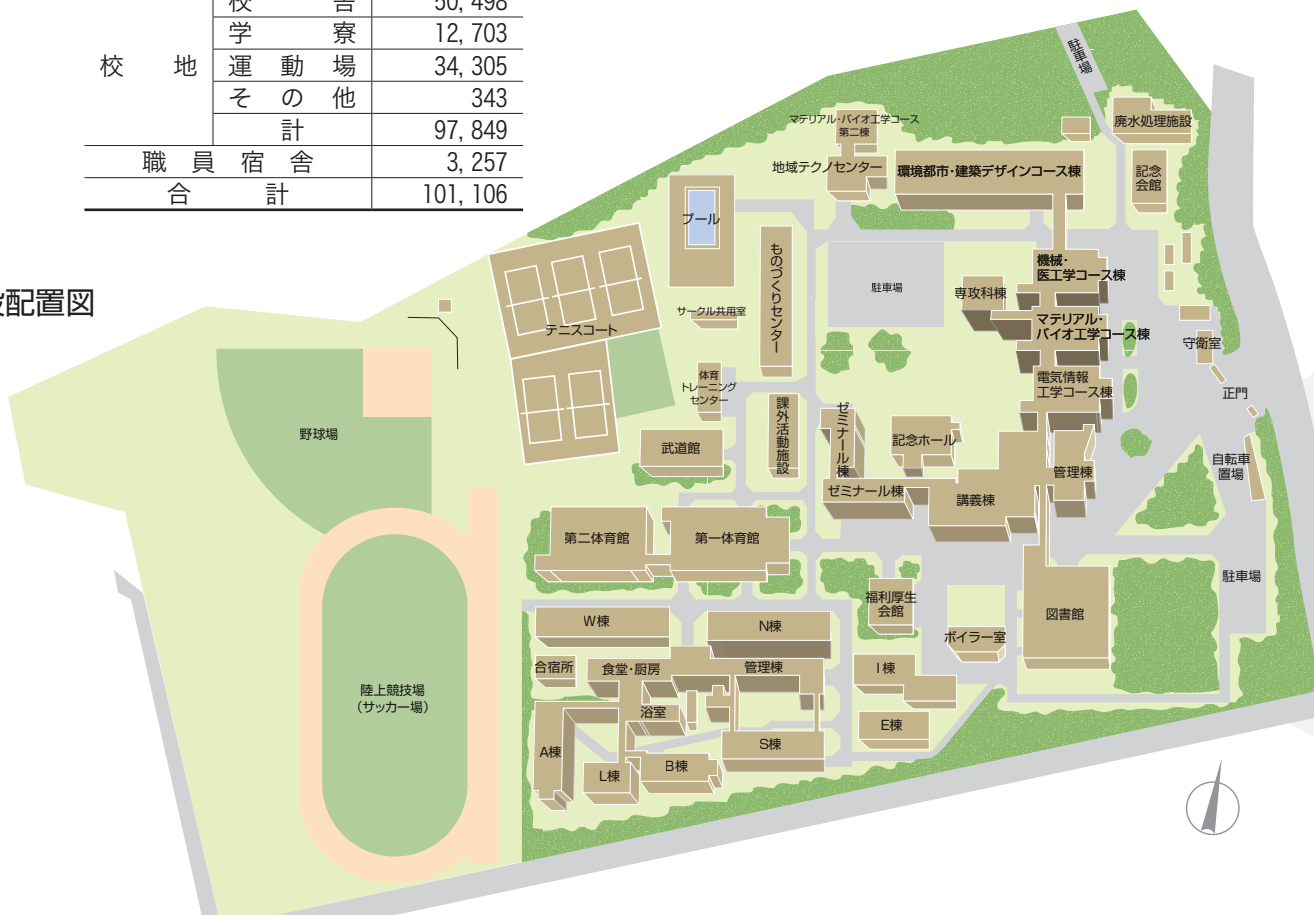 校 舎 50,498
校 地 学 寮 12,703
運 動 場 34,305
そ の 他 343
計 97,849
職 員 宿 舎 3,257
合 計 101,106
配置図
駐車場
マテリアル・バイオ工学コース
第二棟
廃水処理施設
地域テクノセンター
環境都市・建築デザインコース棟
記念
会館
プール
ものづくりセンター
機械・
医工学コース棟
駐車場
専攻科棟
サークル共用室
テニスコート
マテリアル・
バイオ工学コース棟
守衛室
体育
トレーニング
センター
電気情報
工学コース棟
正門
課外活動施設
ゼミナール棟
野球場
武道館
記念ホール
管理棟
自転車
置場
ゼミナール棟
講義棟
第二体育館
第一体育館
駐車場
福利厚生
会館
図書館
W棟
N棟
ボイラー室
合宿所
食堂・厨房
管理棟
I棟
陸上競技場
(サッカー場)
浴室
E棟
A棟
S棟
L棟
B棟